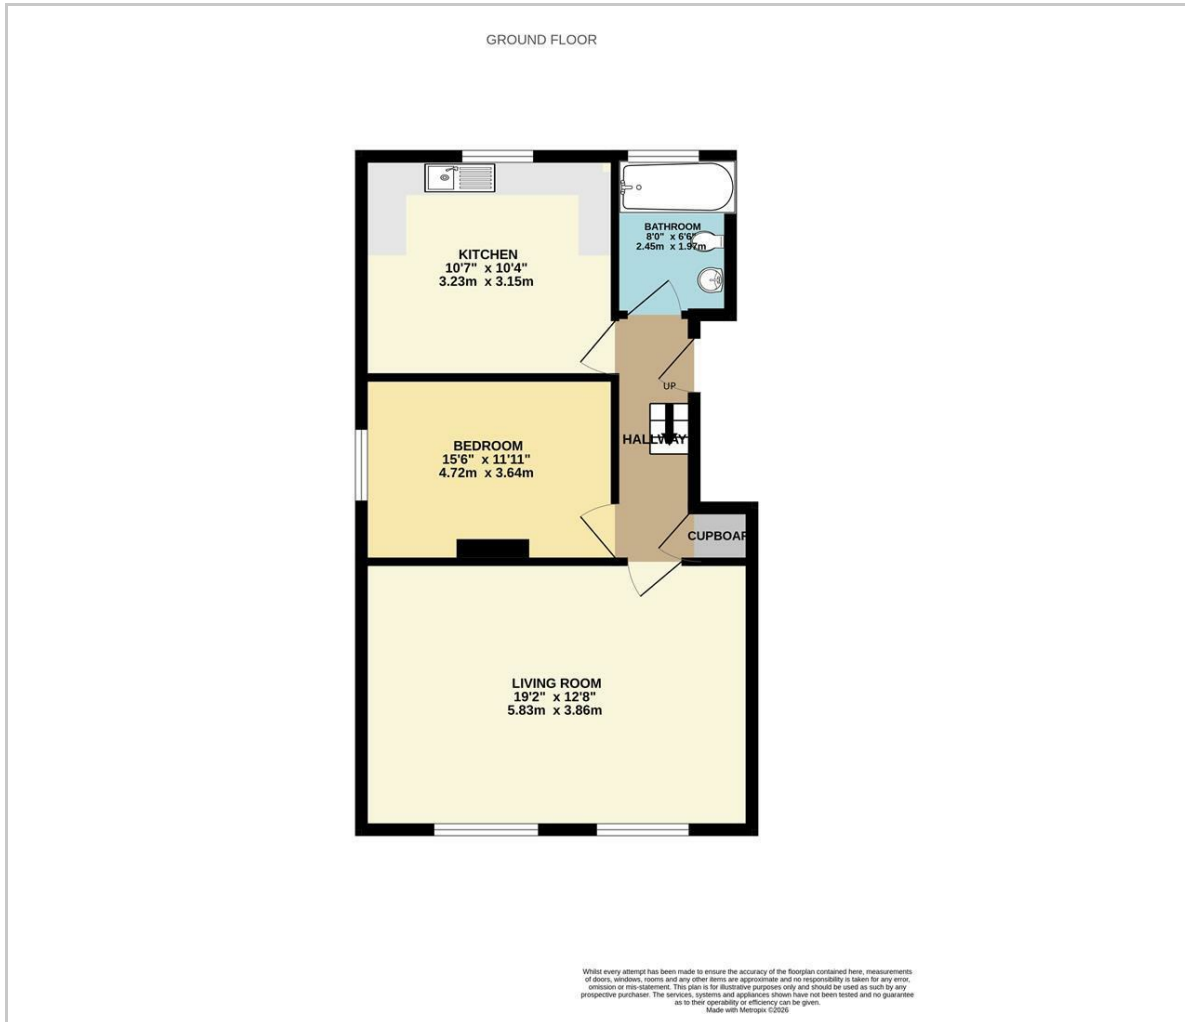 GROUND FLOOR
KITCHEN
10'7" x 10'4"
3.23m x 3.15m
BATHROOM
8'0" x 6'6"
2.45m x 1.97m
UP
HALLWAY
BEDROOM
15'6" x 11'11"
4.72m x 3.64m
CUPBOAR
LIVING ROOM
19'2" x 12'8"
5.83m x 3.86m
Whilst every attempt has been made to ensure the accuracy of the floorplan contained here, measurements
of doors, windows, rooms and any other items are approximate and no responsibility is taken for any error,
omission or mis-statement. This plan is for illustrative purposes only and should be used as such by any
prospective purchaser. The services, systems and appliances shown have not been tested and no guarantee
as to their operability or efficiency can be given.
Made with Metropix ©2026